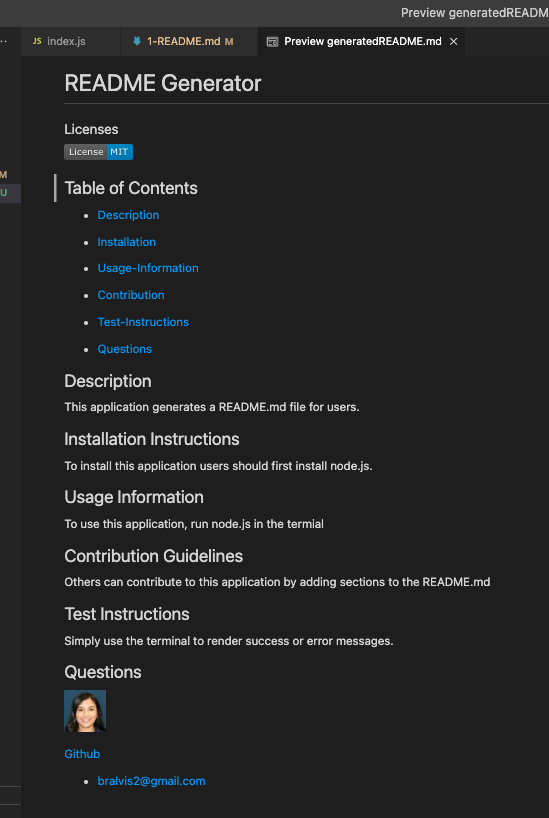 Preview generatedREADM
JS index.js
1-README.md M
Preview generatedREADME.md ×
M
U
README Generator
Licenses
License MIT
Table of Contents
• Description
• Installation
• Usage-Information
• Contribution
• Test-Instructions
• Questions
Description
This application generates a README.md file for users.
Installation Instructions
To install this application users should first install node.js.
Usage Information
To use this application, run node.js in the termial
Contribution Guidelines
Others can contribute to this application by adding sections to the README.md
Test Instructions
Simply use the terminal to render success or error messages.
Questions
Github
• bralvis2@gmail.com